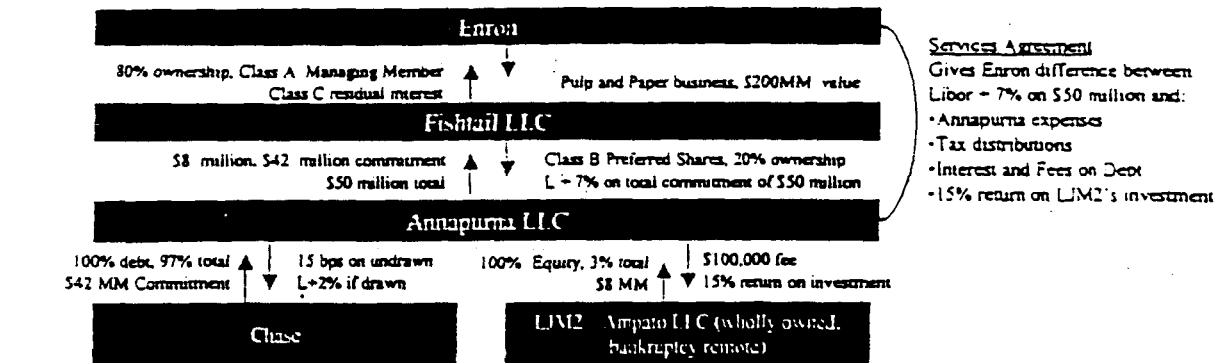 Enron
80% ownership, Class A Managing Member
Class C residual interest
Pulp and Paper business, $200MM value
Fishtail LLC
$8 million, $42 million commitment
$50 million total
Class B Preferred Shares, 20% ownership
L + 7% on total commitment of $50 million
Annapurna LLC
100% debt, 97% total
$42 MM Commitment
15 bps on undrawn
L+2% if drawn
100% Equity, 3% total
$8 MM
$100,000 fee
15% return on investment
Chase
LJM2 Ampato LLC (wholly owned,
bankruptcy remote)
Services Agreement
Gives Enron difference between
Libor + 7% on $50 million and:
•Annapurna expenses
•Tax distributions
•Interest and Fees on Debt
•15% return on LJM2's investment